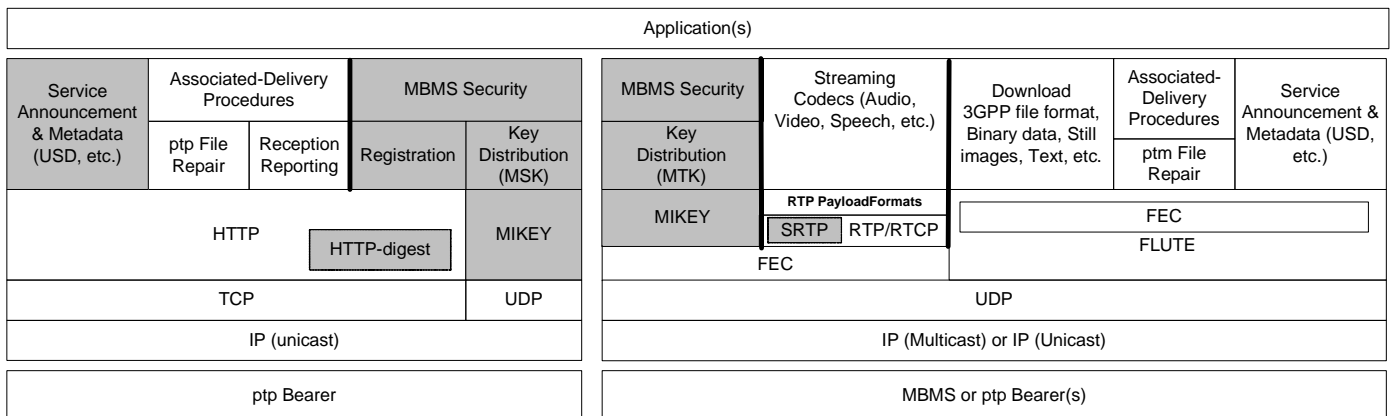 Application(s)
Service
Announcement
& Metadata
(USD, etc.)
Associated-Delivery
Procedures
ptp File
Repair
Reception
Reporting
MBMS Security
Registration
Key
Distribution
(MSK)
HTTP
HTTP-digest
MIKEY
TCP
UDP
IP (unicast)
ptp Bearer
MBMS Security
Key
Distribution
(MTK)
MIKEY
Streaming
Codecs (Audio,
Video, Speech, etc.)
RTP PayloadFormats
SRTP
RTP/RTCP
FEC
Download
3GPP file format,
Binary data, Still
images, Text, etc.
Associated-
Delivery
Procedures
ptm File
Repair
Service
Announcement &
Metadata (USD,
etc.)
FEC
FLUTE
UDP
IP (Multicast) or IP (Unicast)
MBMS or ptp Bearer(s)